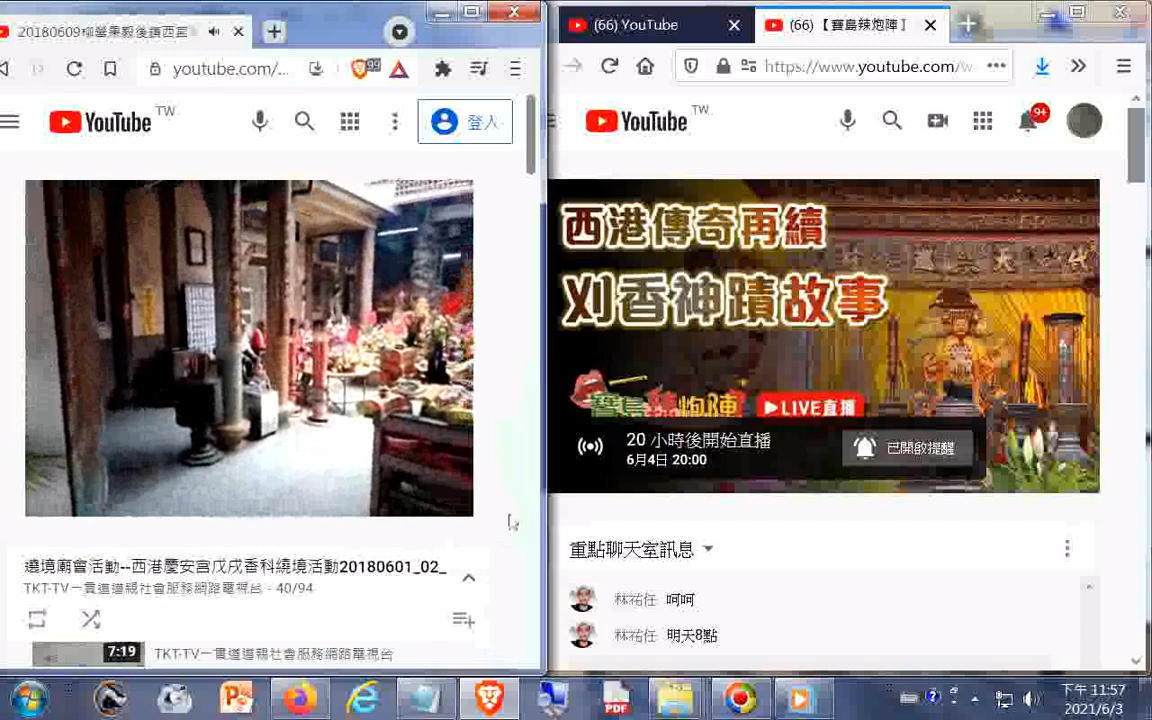 20180609柳營果毅後鎮西宮
(66) YouTube
(66) 【寶島辣炮陣】
youtube.com/...
99
https://www.youtube.com/w
YouTube TW
登入
YouTube TW
9+
西港傳奇再續
刈香神蹟故事
寶島辣炮陣
LIVE直播
20 小時後開始直播
6月4日 20:00
已開啟提醒
遶境廟會活動--西港慶安宮戊戌香科繞境活動20180601_02_
TKT-TV一貫道道親社會服務網路電視台 - 40/94
7:19
TKT-TV一貫道道親社會服務網路電視台
重點聊天室訊息
林祐任 呵呵
林祐任 明天8點
PDF
下午 11:57
2021/6/3